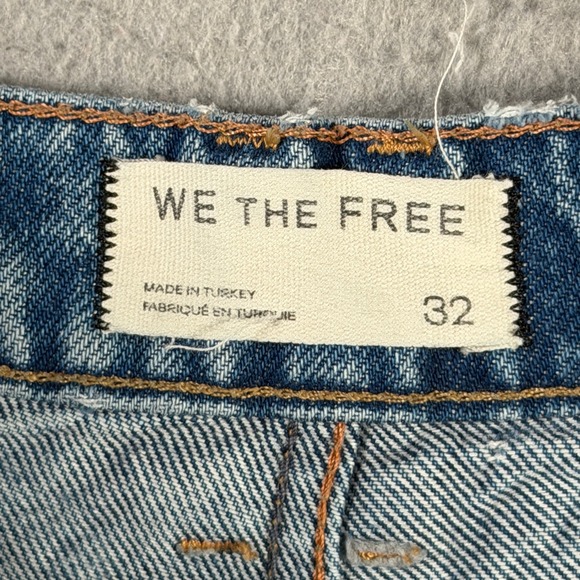 WE THE FREE
MADE IN TURKEY
FABRIQUÉ EN TURQUIE
32